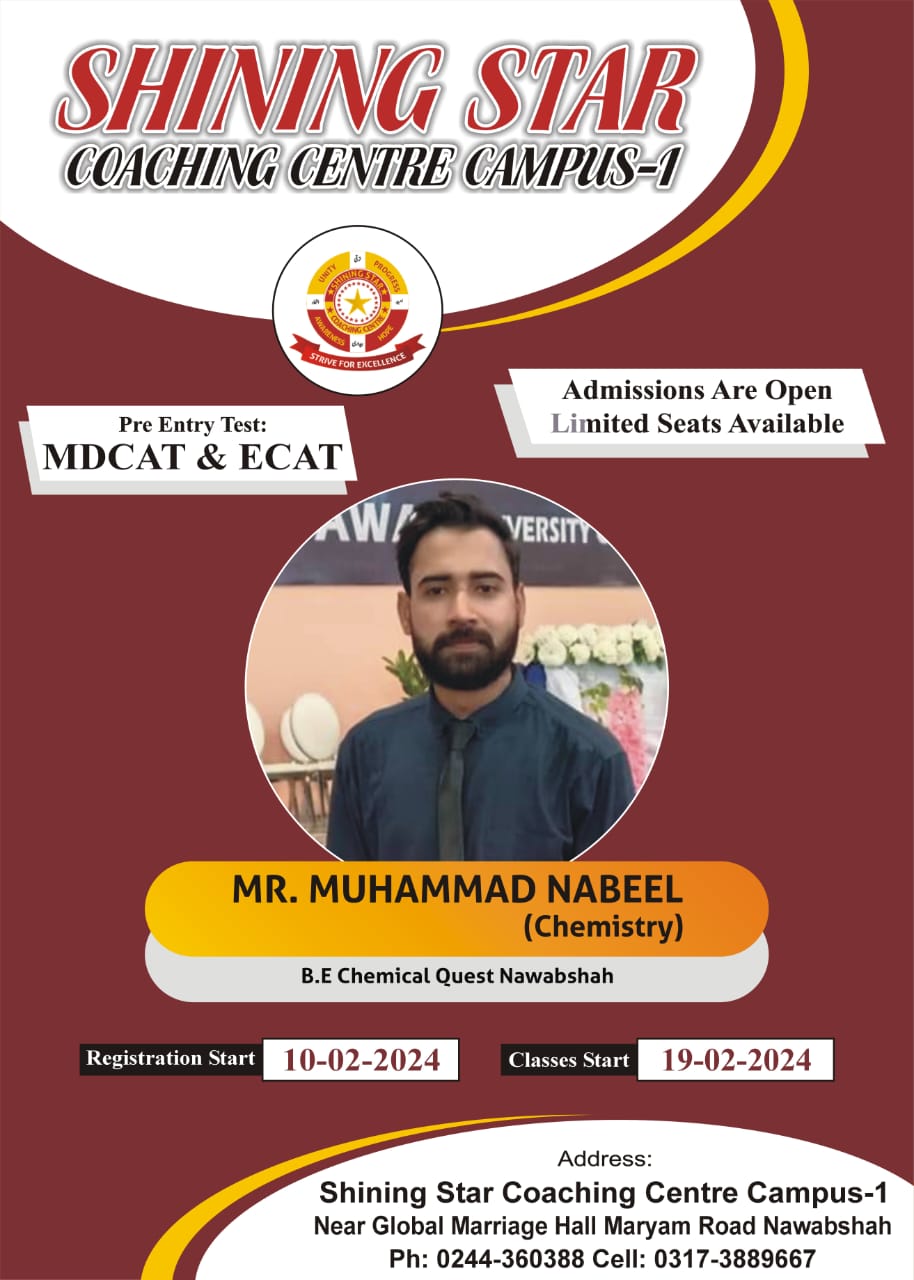 SHINING STAR
COACHING CENTRE CAMPUS-1
UNITY
PROGRESS
SHINING STAR
COACHING CENTRE
AWARENESS
HOPE
STRIVE FOR EXCELLENCE
Pre Entry Test:
MDCAT & ECAT
Admissions Are Open
Limited Seats Available
VERSITY
MR. MUHAMMAD NABEEL
(Chemistry)
B.E Chemical Quest Nawabshah
Registration Start 10-02-2024
Classes Start 19-02-2024
Address:
Shining Star Coaching Centre Campus-1
Near Global Marriage Hall Maryam Road Nawabshah
Ph: 0244-360388 Cell: 0317-3889667